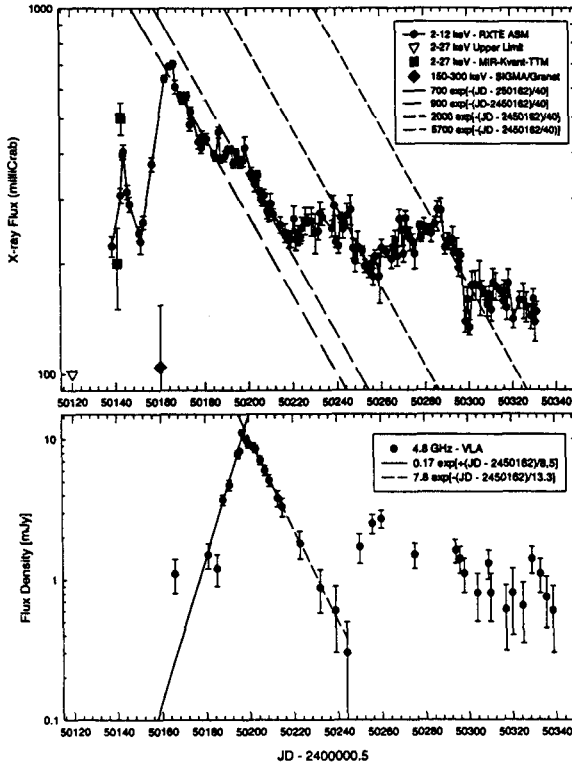 1000
2-12 keV - RXTE ASM
2-27 keV Upper Limit
2-27 keV - MIR-Kvant-TTM
150-300 keV - SIGMA/Granat
700 exp[-(JD - 250162)/40]
900 exp[-(JD-2450162)/40]
2000 exp[-(JD - 2450162)/40}
5700 exp[-(JD - 2450162/40)}
X-ray Flux (milliCrab)
100
50120 50140 50160 50180 50200 50220 50240 50260 50280 50300 50320 50340
4.8 GHz - VLA
0.17 exp[+(JD - 2450162)/8.5]
7.8 exp[-(JD - 2450162)/13.3]
10
1
0.1
Flux Density [mJy]
50120 50140 50160 50180 50200 50220 50240 50260 50280 50300 50320 50340
JD - 2400000.5